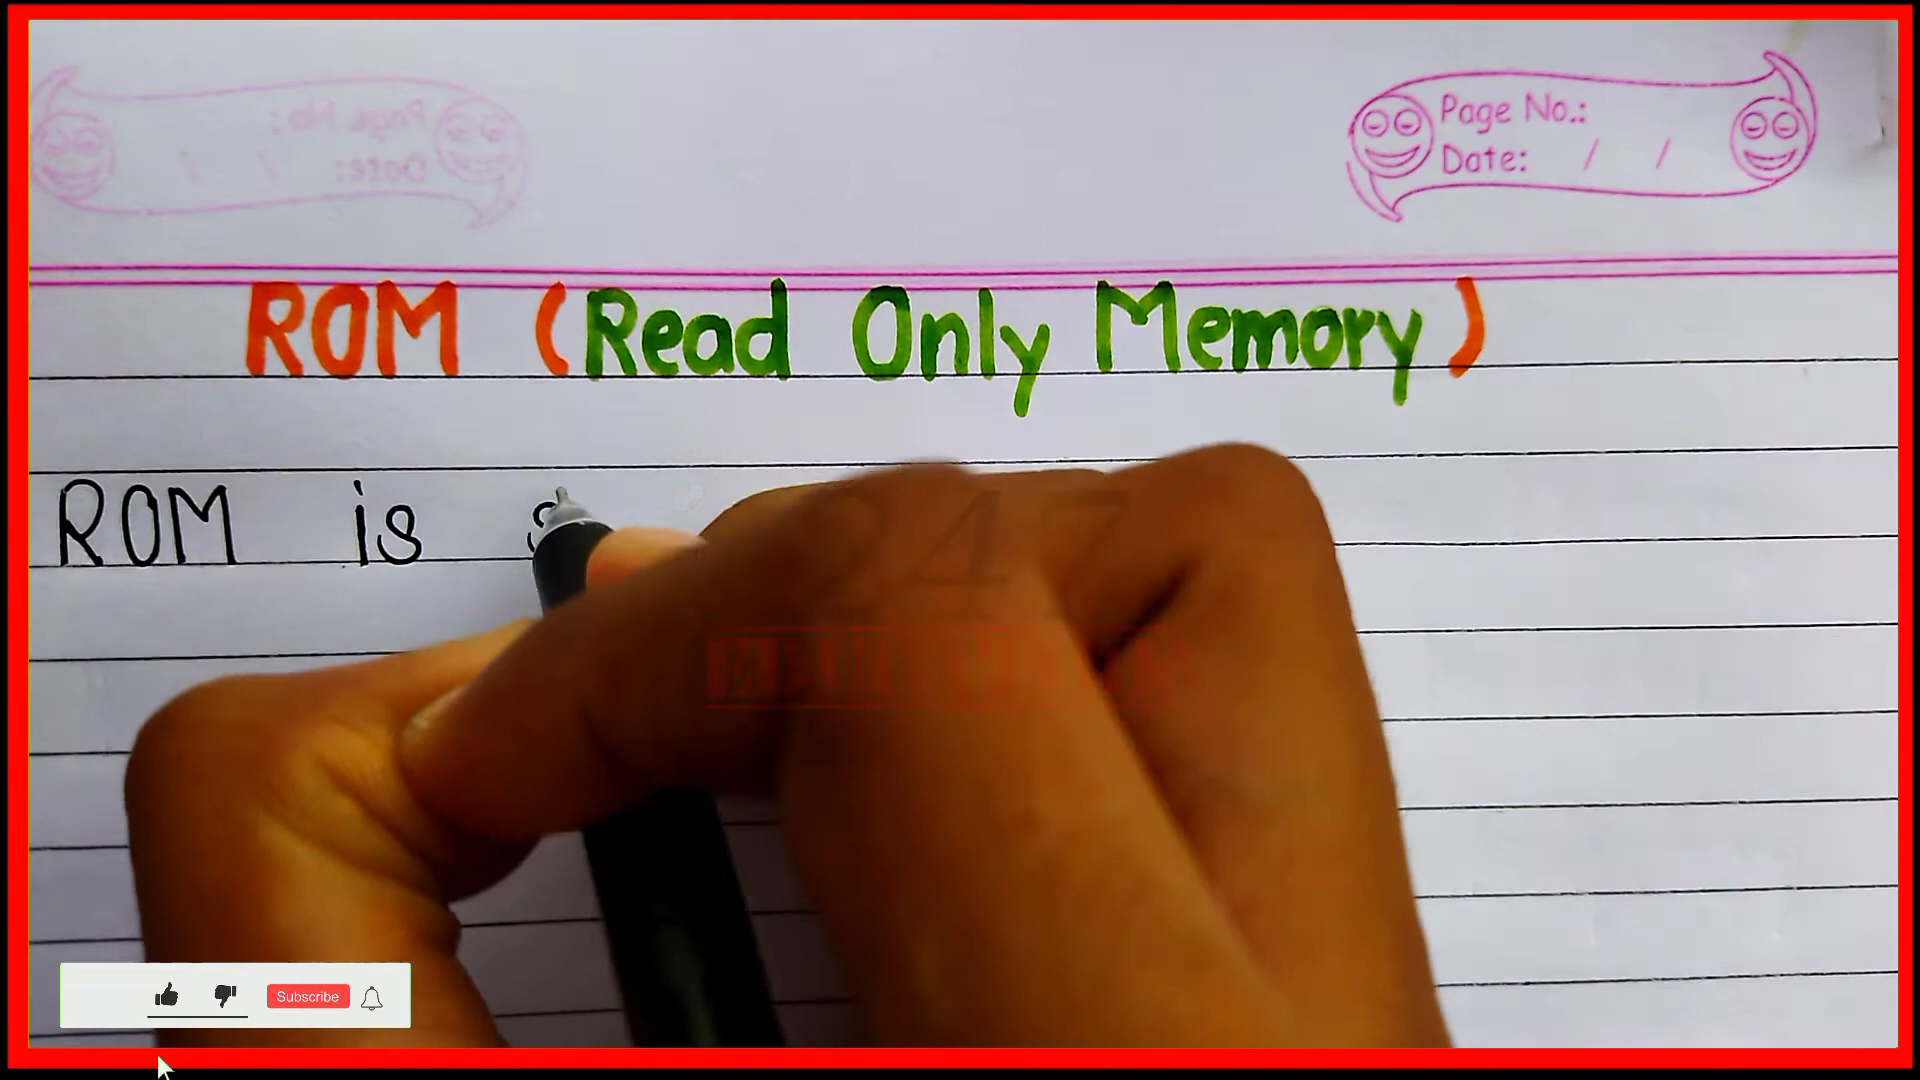 Page No.:
Date: / /
ROM (Read Only Memory)
ROM is
Subscribe